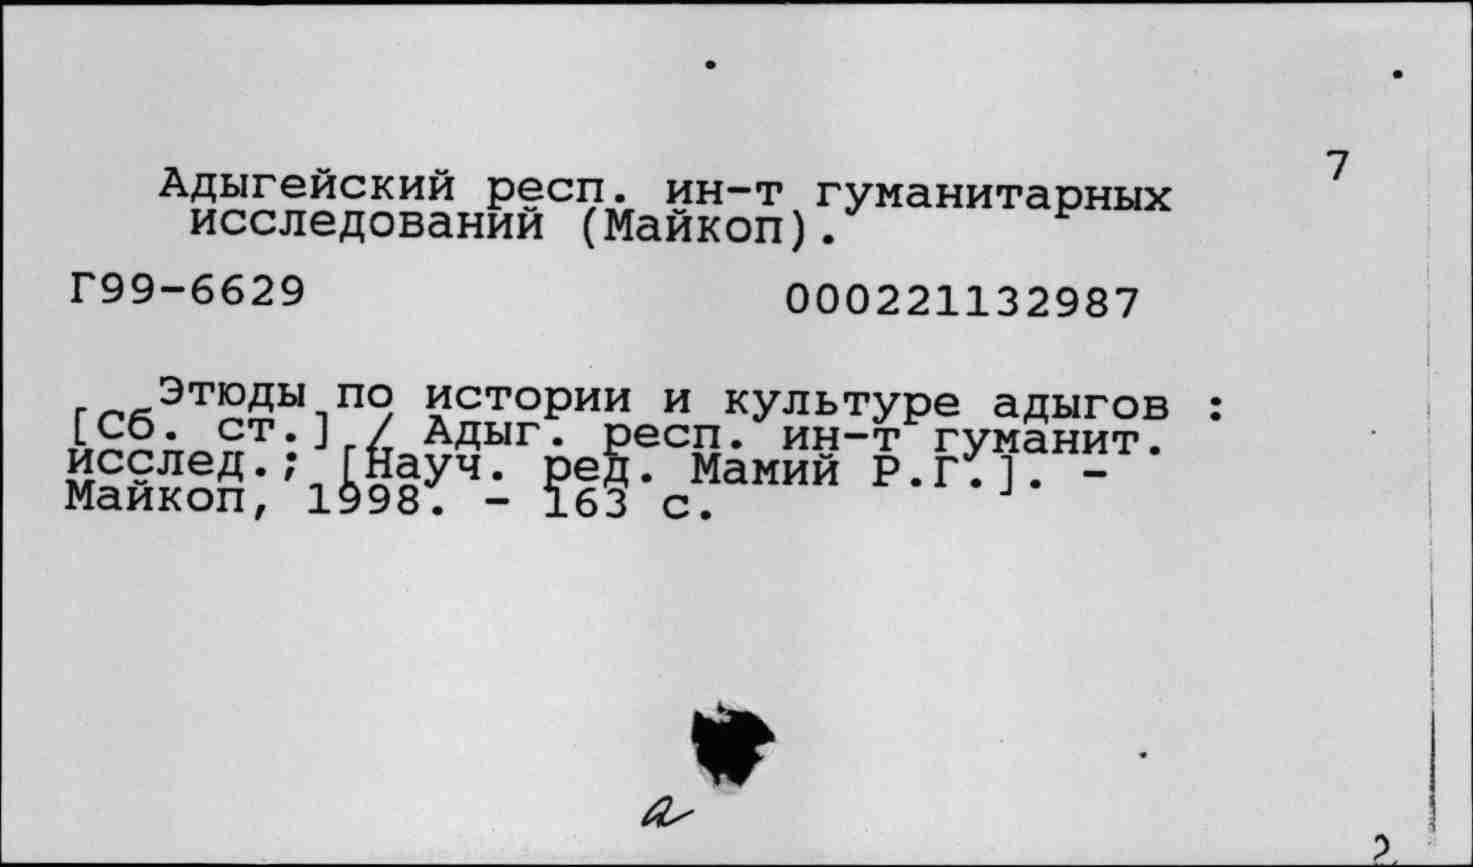 7
Адыгейский респ. ин-т гуманитарных
исследований (Майкоп).
Г99-6629 000221132987
Этюды по истории и культуре адыгов :
[Сб. ст.] / Адыг. респ. ин-т гуманит.
исслед.; [Науч. ред. Мамий Р.Г.]. -
Майкоп, 1998. - 163 с.